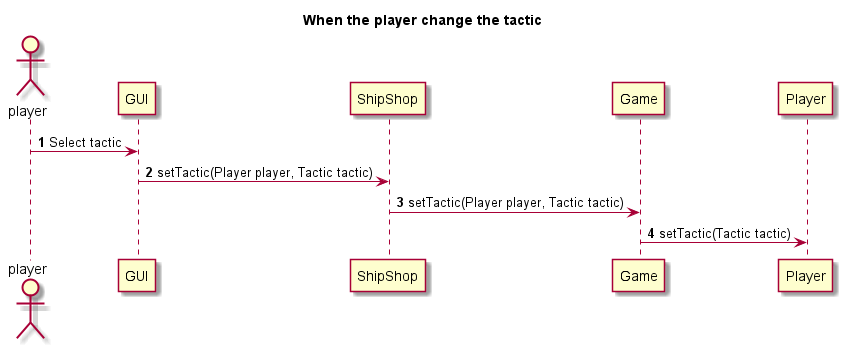 When the player change the tactic
player
GUI
ShipShop
Game
Player
1 Select tactic
2 setTactic(Player player, Tactic tactic)
3 setTactic(Player player, Tactic tactic)
4 setTactic(Tactic tactic)
player
GUI
ShipShop
Game
Player